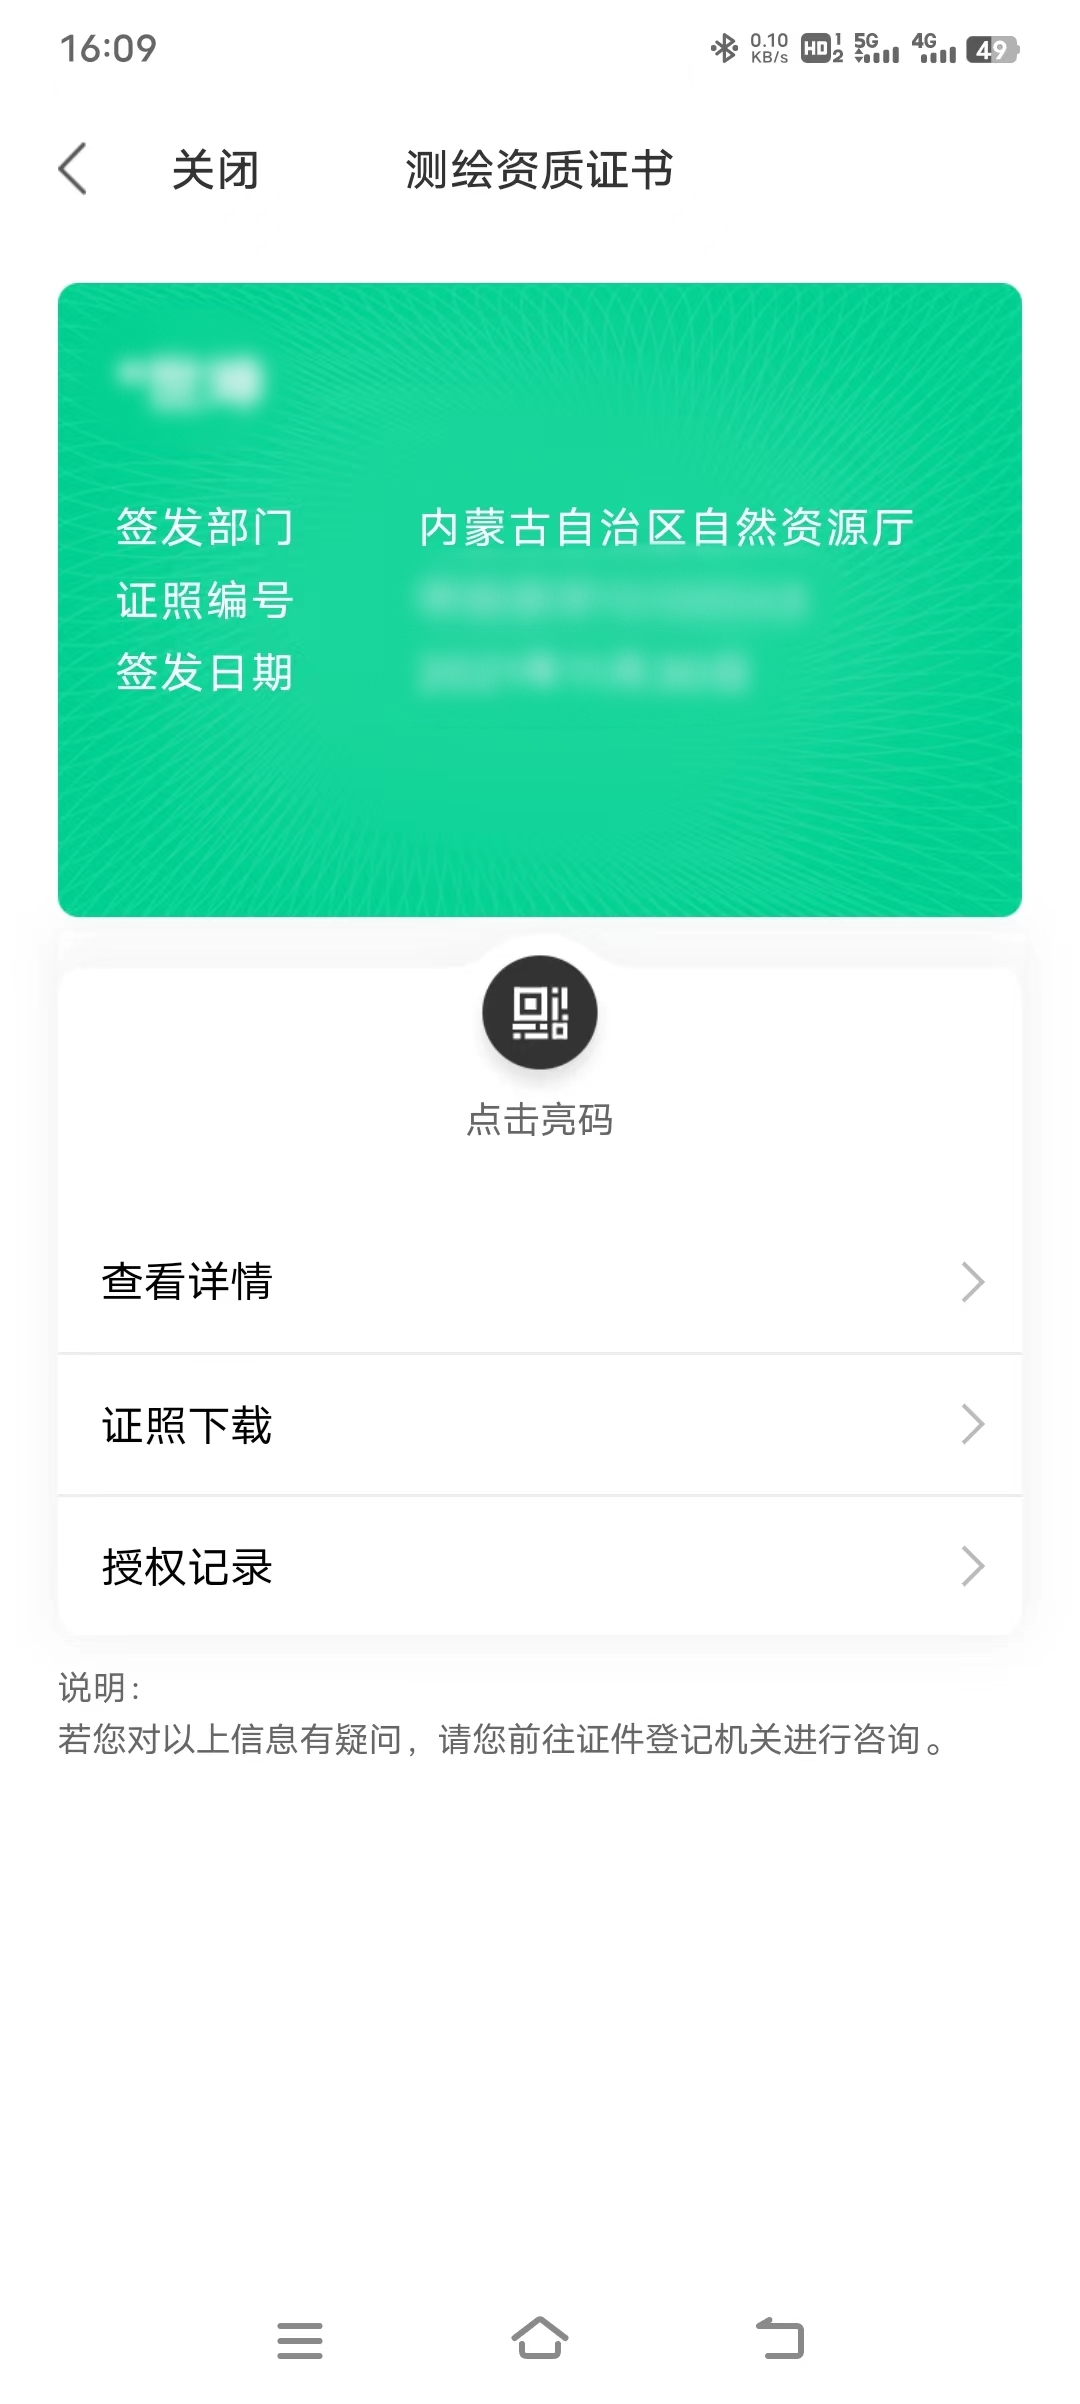 16:09
0.10 KB/s HD 1 2 5G 4G 49
关闭 测绘资质证书
签发部门 内蒙古自治区自然资源厅
证照编号
签发日期
点击亮码
查看详情
证照下载
授权记录
说明：
若您对以上信息有疑问，请您前往证件登记机关进行咨询。